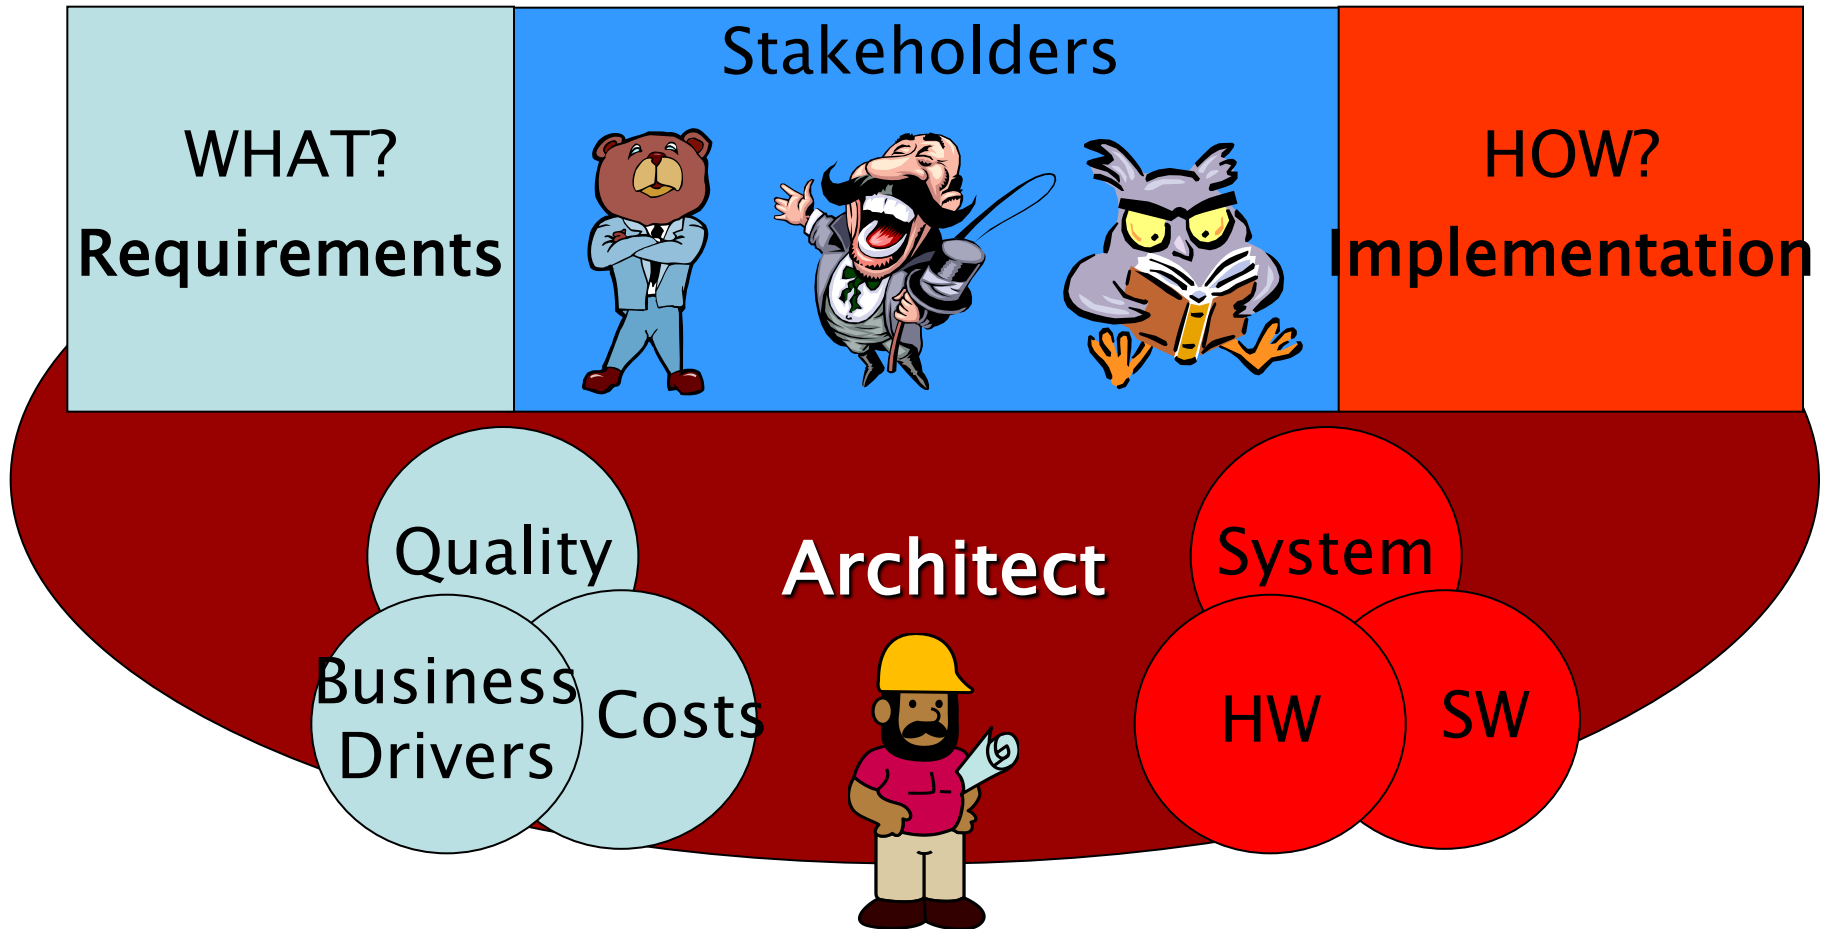 WHAT?
Requirements
Stakeholders
HOW?
Implementation
Quality
Business
Drivers
Costs
Architect
System
HW
SW